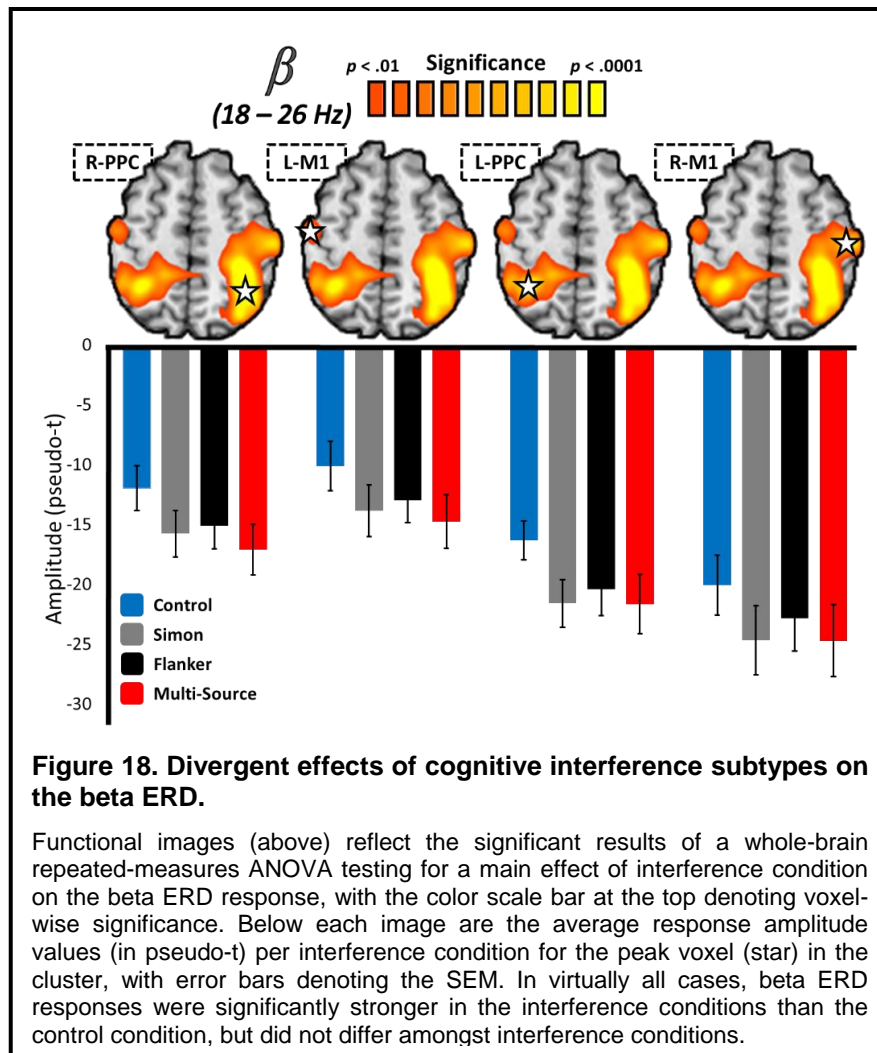 β
(18 – 26 Hz)
p < .01 Significance p < .0001
R-PPC L-M1 L-PPC R-M1
0
-5
-10
-15
-20
-25
-30
Amplitude (pseudo-t)
Control
Simon
Flanker
Multi-Source
Figure 18. Divergent effects of cognitive interference subtypes on
the beta ERD.
Functional images (above) reflect the significant results of a whole-brain
repeated-measures ANOVA testing for a main effect of interference condition
on the beta ERD response, with the color scale bar at the top denoting voxel-
wise significance. Below each image are the average response amplitude
values (in pseudo-t) per interference condition for the peak voxel (star) in the
cluster, with error bars denoting the SEM. In virtually all cases, beta ERD
responses were significantly stronger in the interference conditions than the
control condition, but did not differ amongst interference conditions.